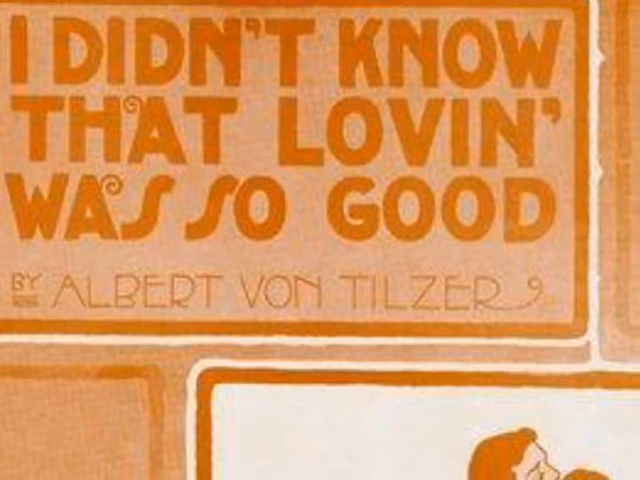 I DIDN'T KNOW
THAT LOVIN'
WAS SO GOOD
BY ALBERT VON TILZER